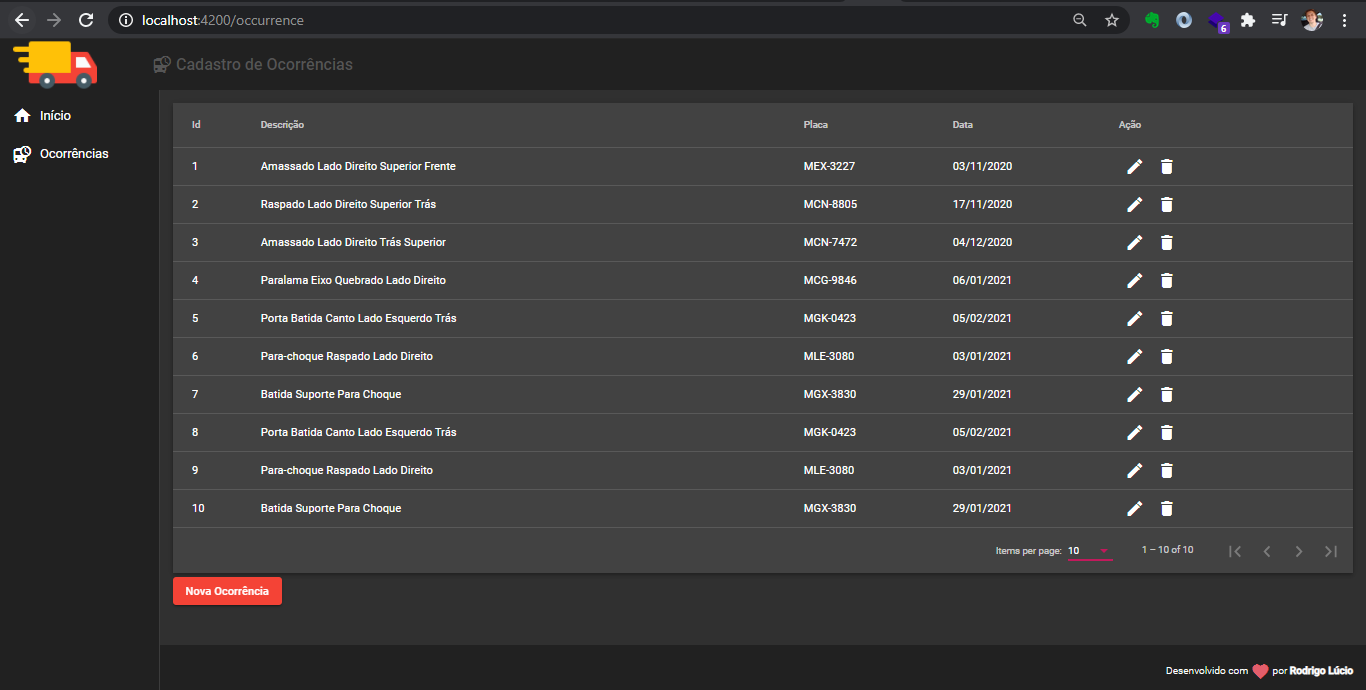 localhost:4200/occurrence
6
Cadastro de Ocorrências
Início
Ocorrências
Id Descrição Placa Data Ação
1 Amassado Lado Direito Superior Frente MEX-3227 03/11/2020
2 Raspado Lado Direito Superior Trás MCN-8805 17/11/2020
3 Amassado Lado Direito Trás Superior MCN-7472 04/12/2020
4 Paralama Eixo Quebrado Lado Direito MCG-9846 06/01/2021
5 Porta Batida Canto Lado Esquerdo Trás MGK-0423 05/02/2021
6 Para-choque Raspado Lado Direito MLE-3080 03/01/2021
7 Batida Suporte Para Choque MGX-3830 29/01/2021
8 Porta Batida Canto Lado Esquerdo Trás MGK-0423 05/02/2021
9 Para-choque Raspado Lado Direito MLE-3080 03/01/2021
10 Batida Suporte Para Choque MGX-3830 29/01/2021
Items per page: 10 1 – 10 of 10
Nova Ocorrência
Desenvolvido com por Rodrigo Lúcio